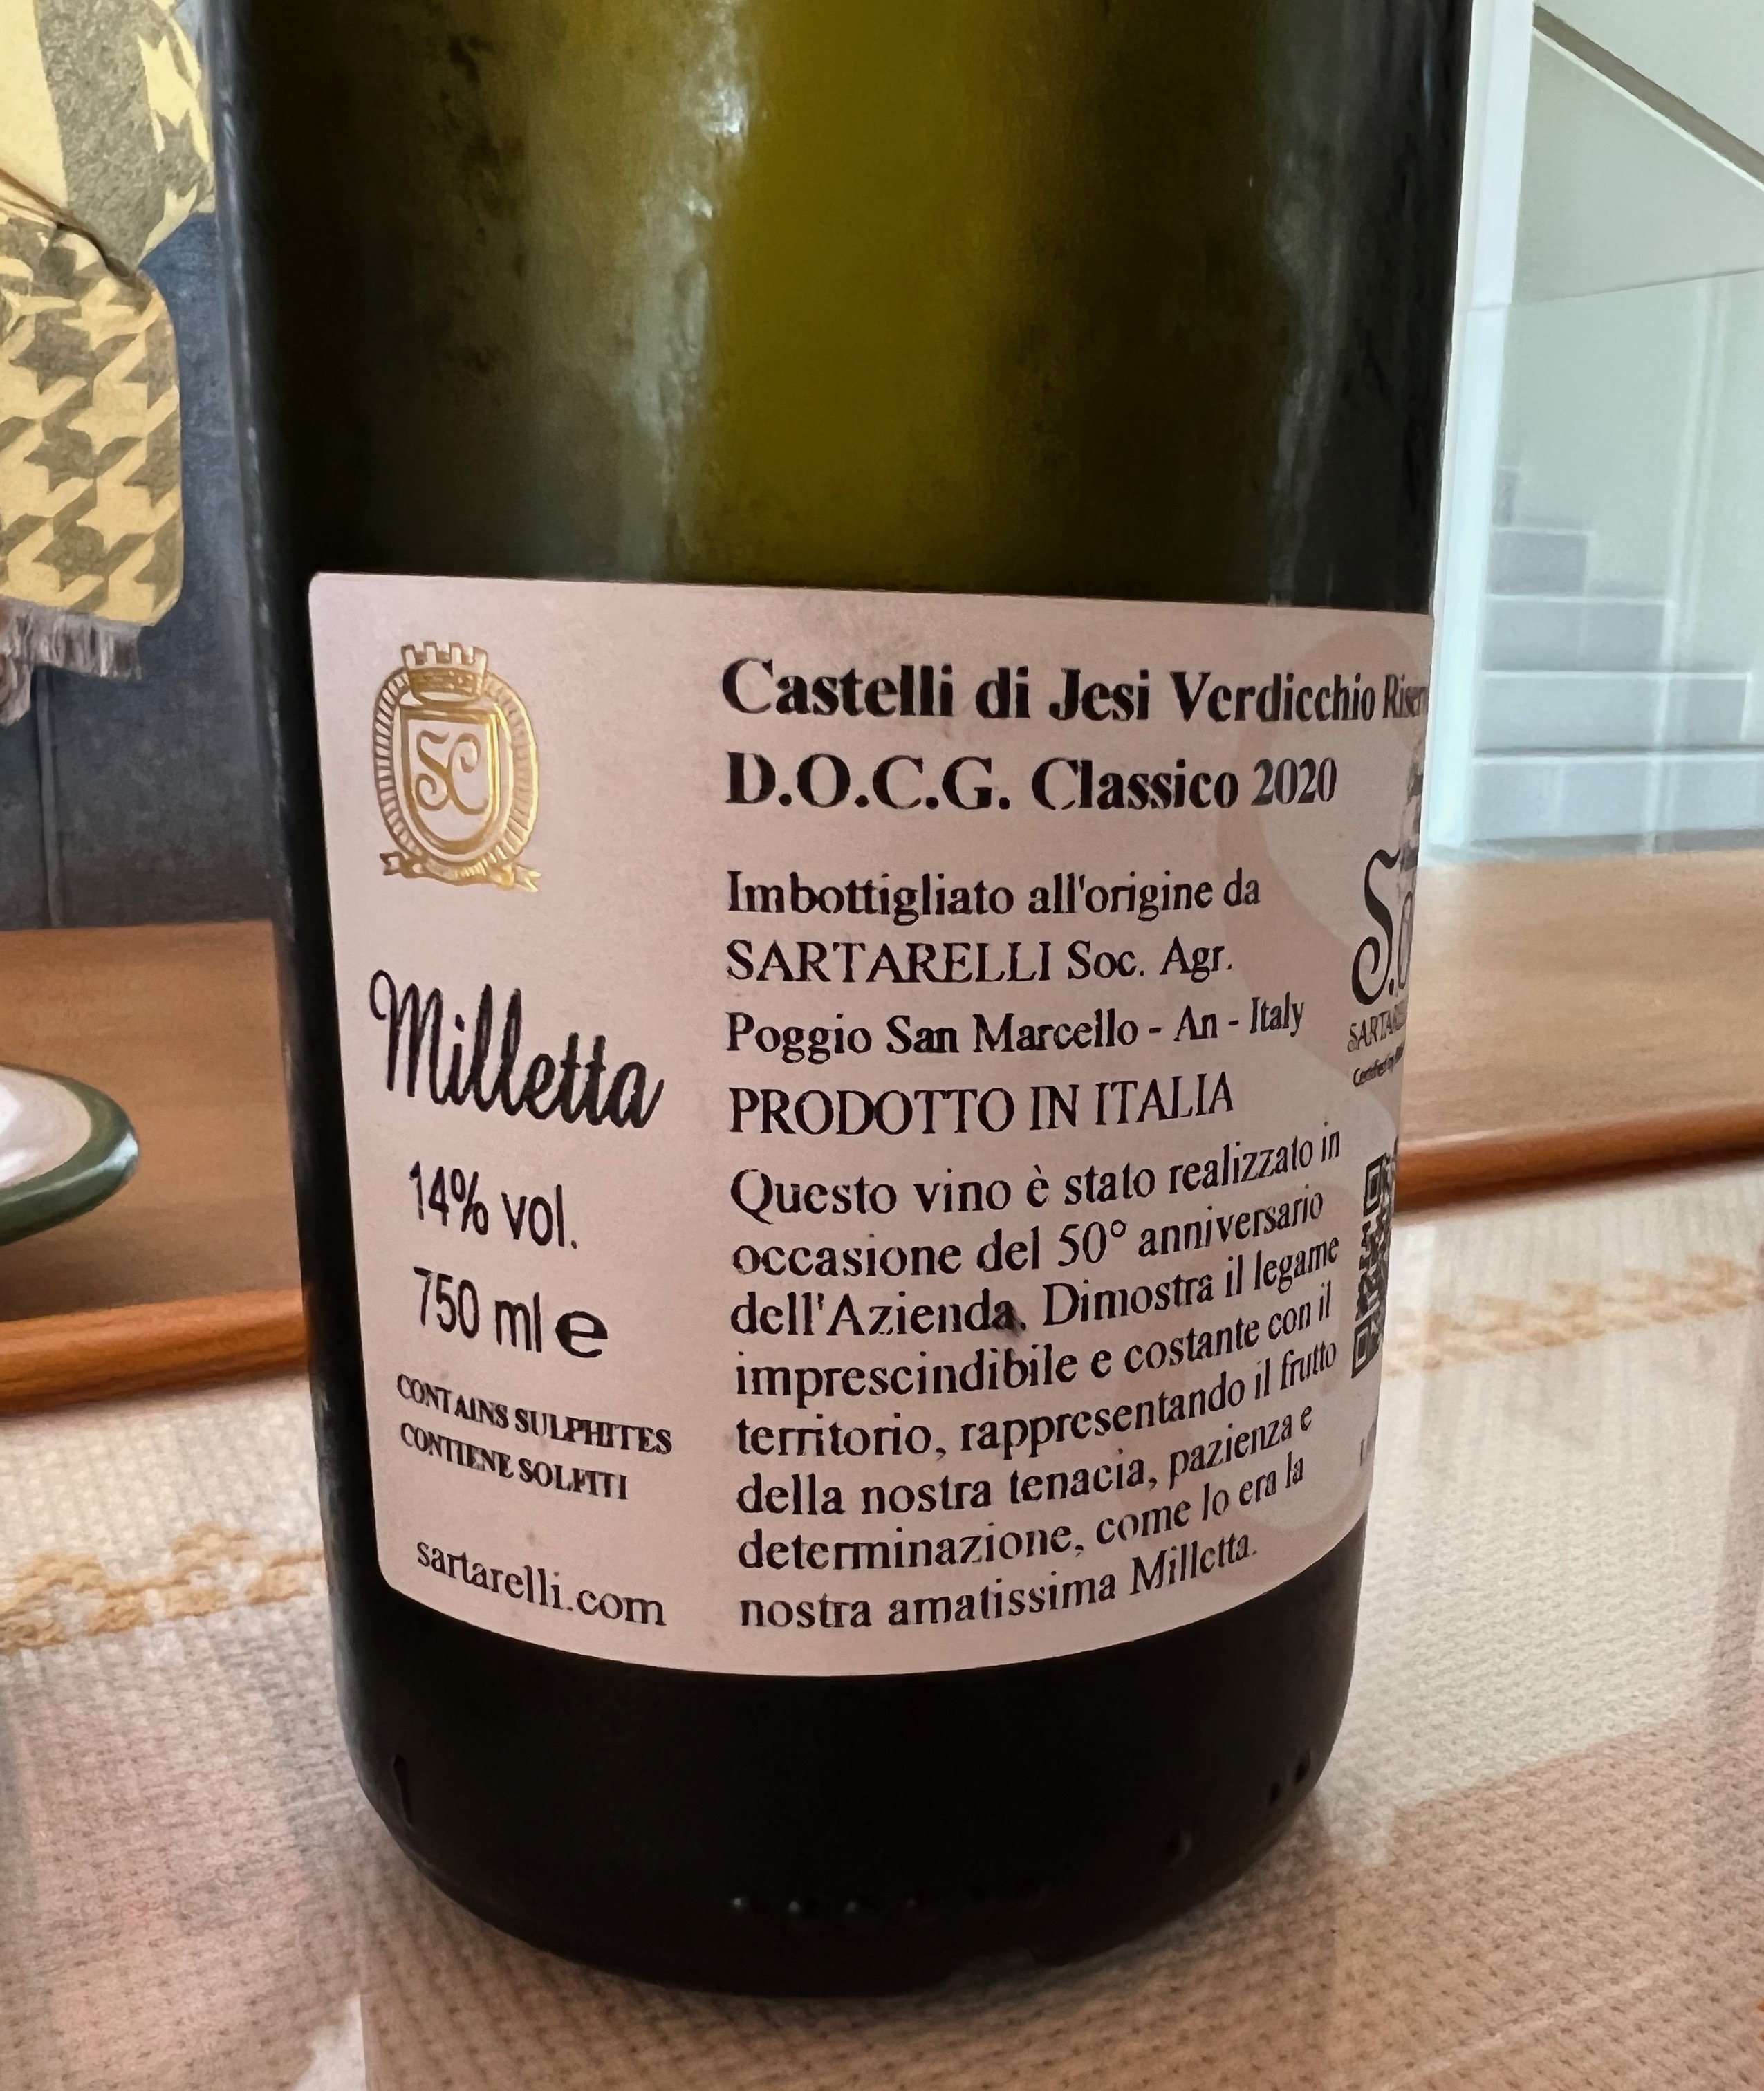 SC
Castelli di Jesi Verdicchio
D.O.C.G. Classico 2020
Imbottigliato all'origine da
SARTARELLI Soc. Agr.
Poggio San Marcello - An - Italy
PRODOTTO IN ITALIA
Questo vino è stato realizzato in
occasione del 50° anniversario
dell'Azienda. Dimostra il legame
imprescindibile e costante con il
territorio, rappresentando il frutto
della nostra tenacia, pazienza e
determinazione, come lo era la
nostra amatissima Milletta.
Milletta
14% vol.
750 ml e
CONTAINS SULPHITES
CONTIENE SOLFITI
sartarelli.com